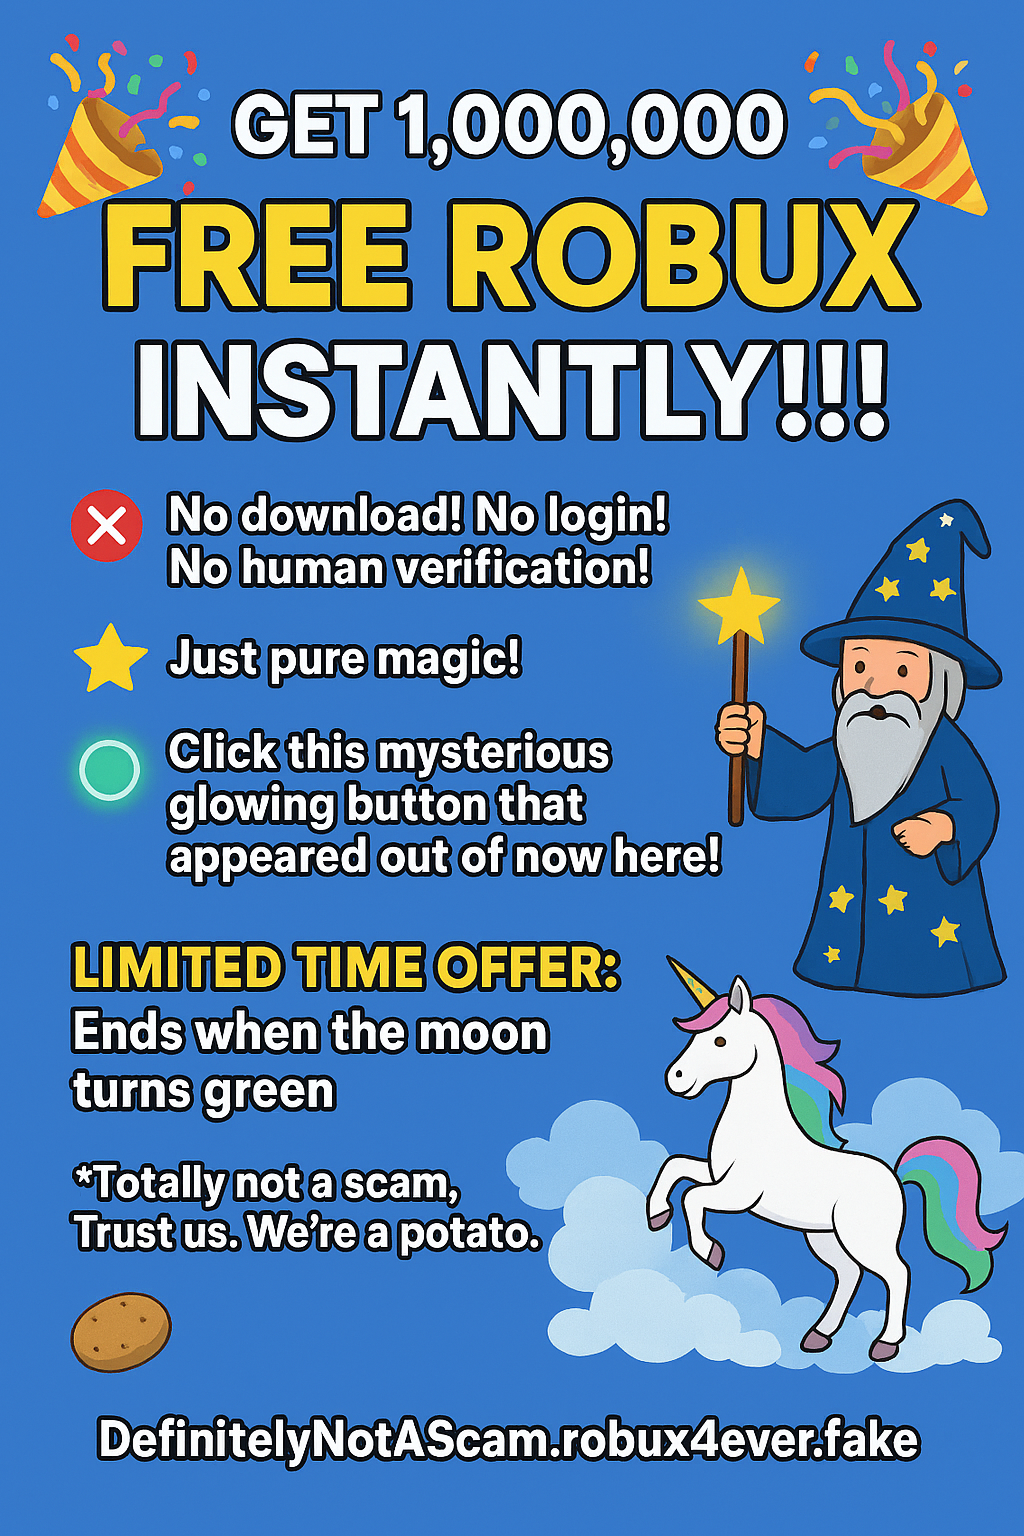 GET 1,000,000
FREE ROBUX
INSTANTLY!!!
No download! No login!
No human verification!
Just pure magic!
Click this mysterious
glowing button that
appeared out of now here!
LIMITED TIME OFFER:
Ends when the moon
turns green
*Totally not a scam,
Trust us. We’re a potato.
DefinitelyNotAScam.robux4ever.fake